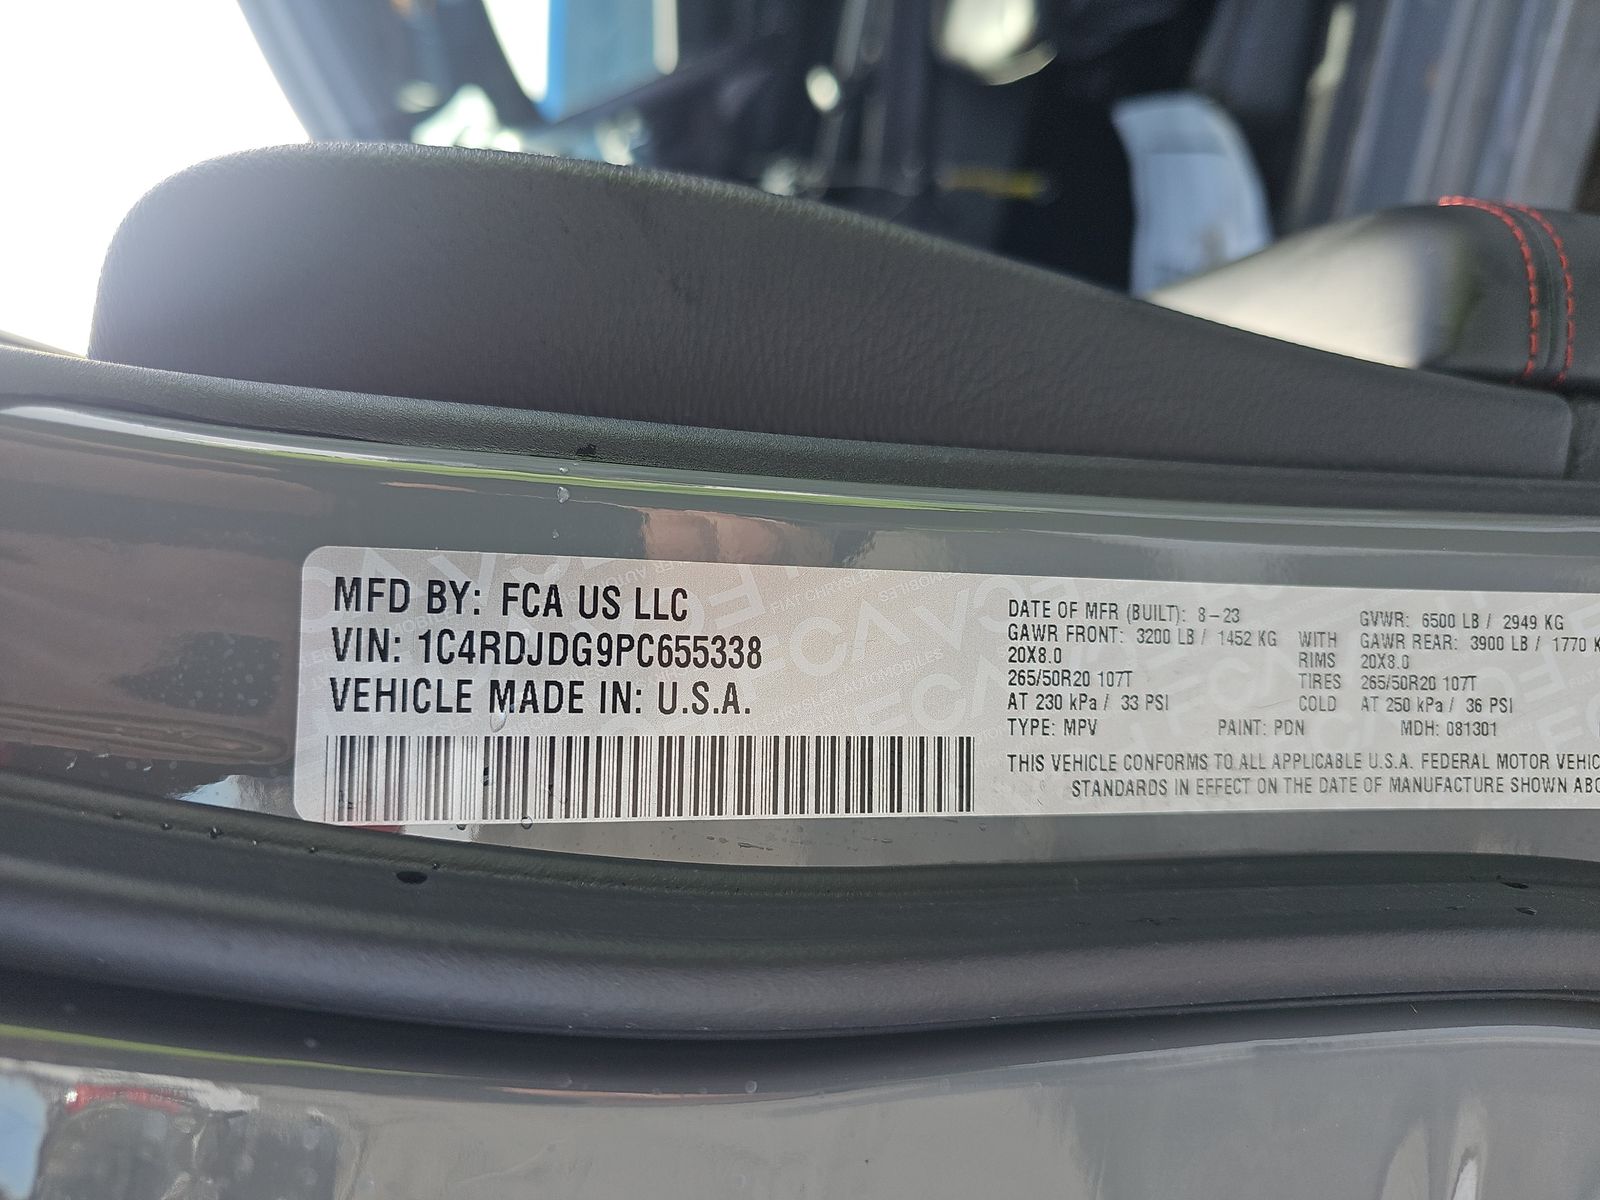 MFD BY: FCA US LLC
VIN: 1C4RDJDG9PC655338
VEHICLE MADE IN: U.S.A.
DATE OF MFR (BUILT): 8-23 GVWR: 6500 LB / 2949 KG
GAWR FRONT: 3200 LB / 1452 KG WITH GAWR REAR: 3900 LB / 1770 K
20X8.0 RIMS 20X8.0
265/50R20 107T TIRES 265/50R20 107T
AT 230 kPa / 33 PSI COLD AT 250 kPa / 36 PSI
TYPE: MPV PAINT: PDN MDH: 081301
THIS VEHICLE CONFORMS TO ALL APPLICABLE U.S.A. FEDERAL MOTOR VEHIC
STANDARDS IN EFFECT ON THE DATE OF MANUFACTURE SHOWN ABO